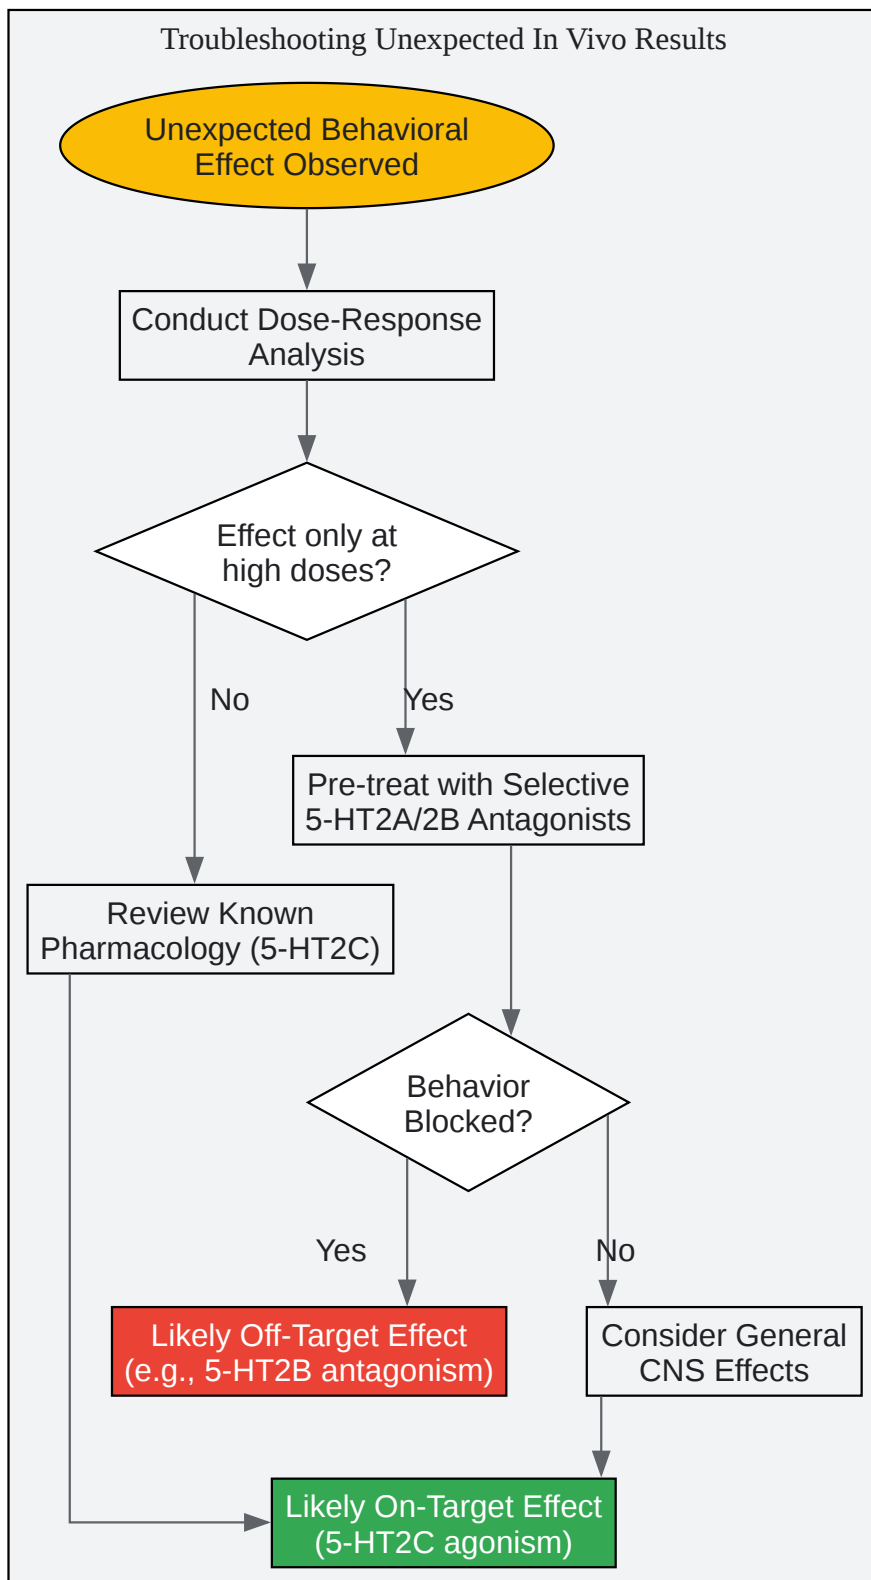 Troubleshooting Unexpected In Vivo Results
Unexpected Behavioral
Effect Observed
Conduct Dose-Response
Analysis
Effect only at
high doses?
No
Yes
Pre-treat with Selective
5-HT2A/2B Antagonists
Review Known
Pharmacology (5-HT2C)
Behavior
Blocked?
Yes
No
Likely Off-Target Effect
(e.g., 5-HT2B antagonism)
Consider General
CNS Effects
Likely On-Target Effect
(5-HT2C agonism)